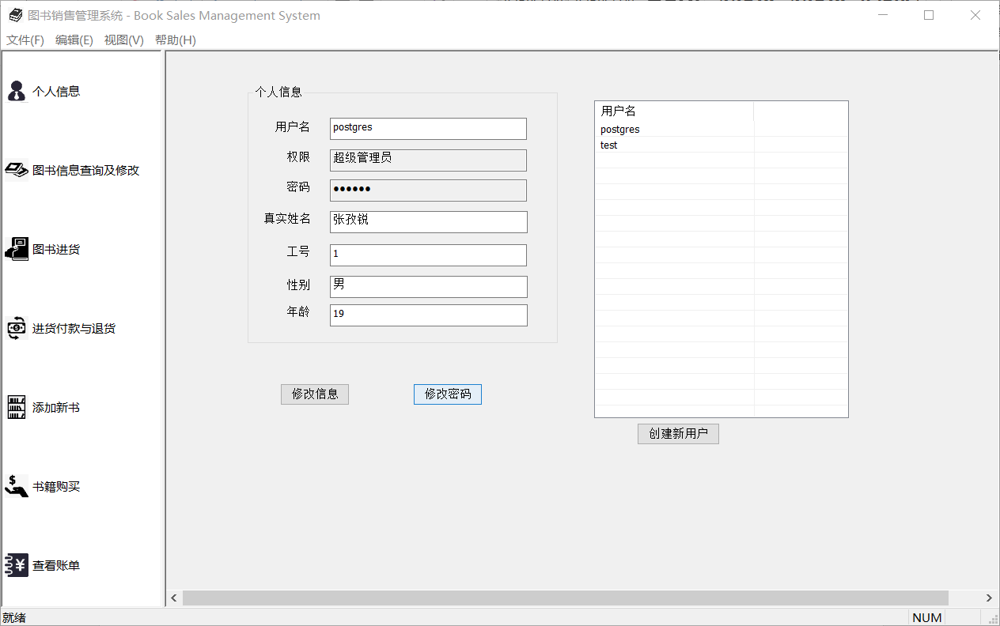 图书销售管理系统 - Book Sales Management System
文件(F) 编辑(E) 视图(V) 帮助(H)
个人信息
图书信息查询及修改
图书进货
进货付款与退货
添加新书
书籍购买
查看账单
个人信息
用户名 postgres
权限 超级管理员
密码 ●●●●●●
真实姓名 张孜锐
工号 1
性别 男
年龄 19
修改信息 修改密码
用户名
postgres
test
创建新用户
就绪 NUM